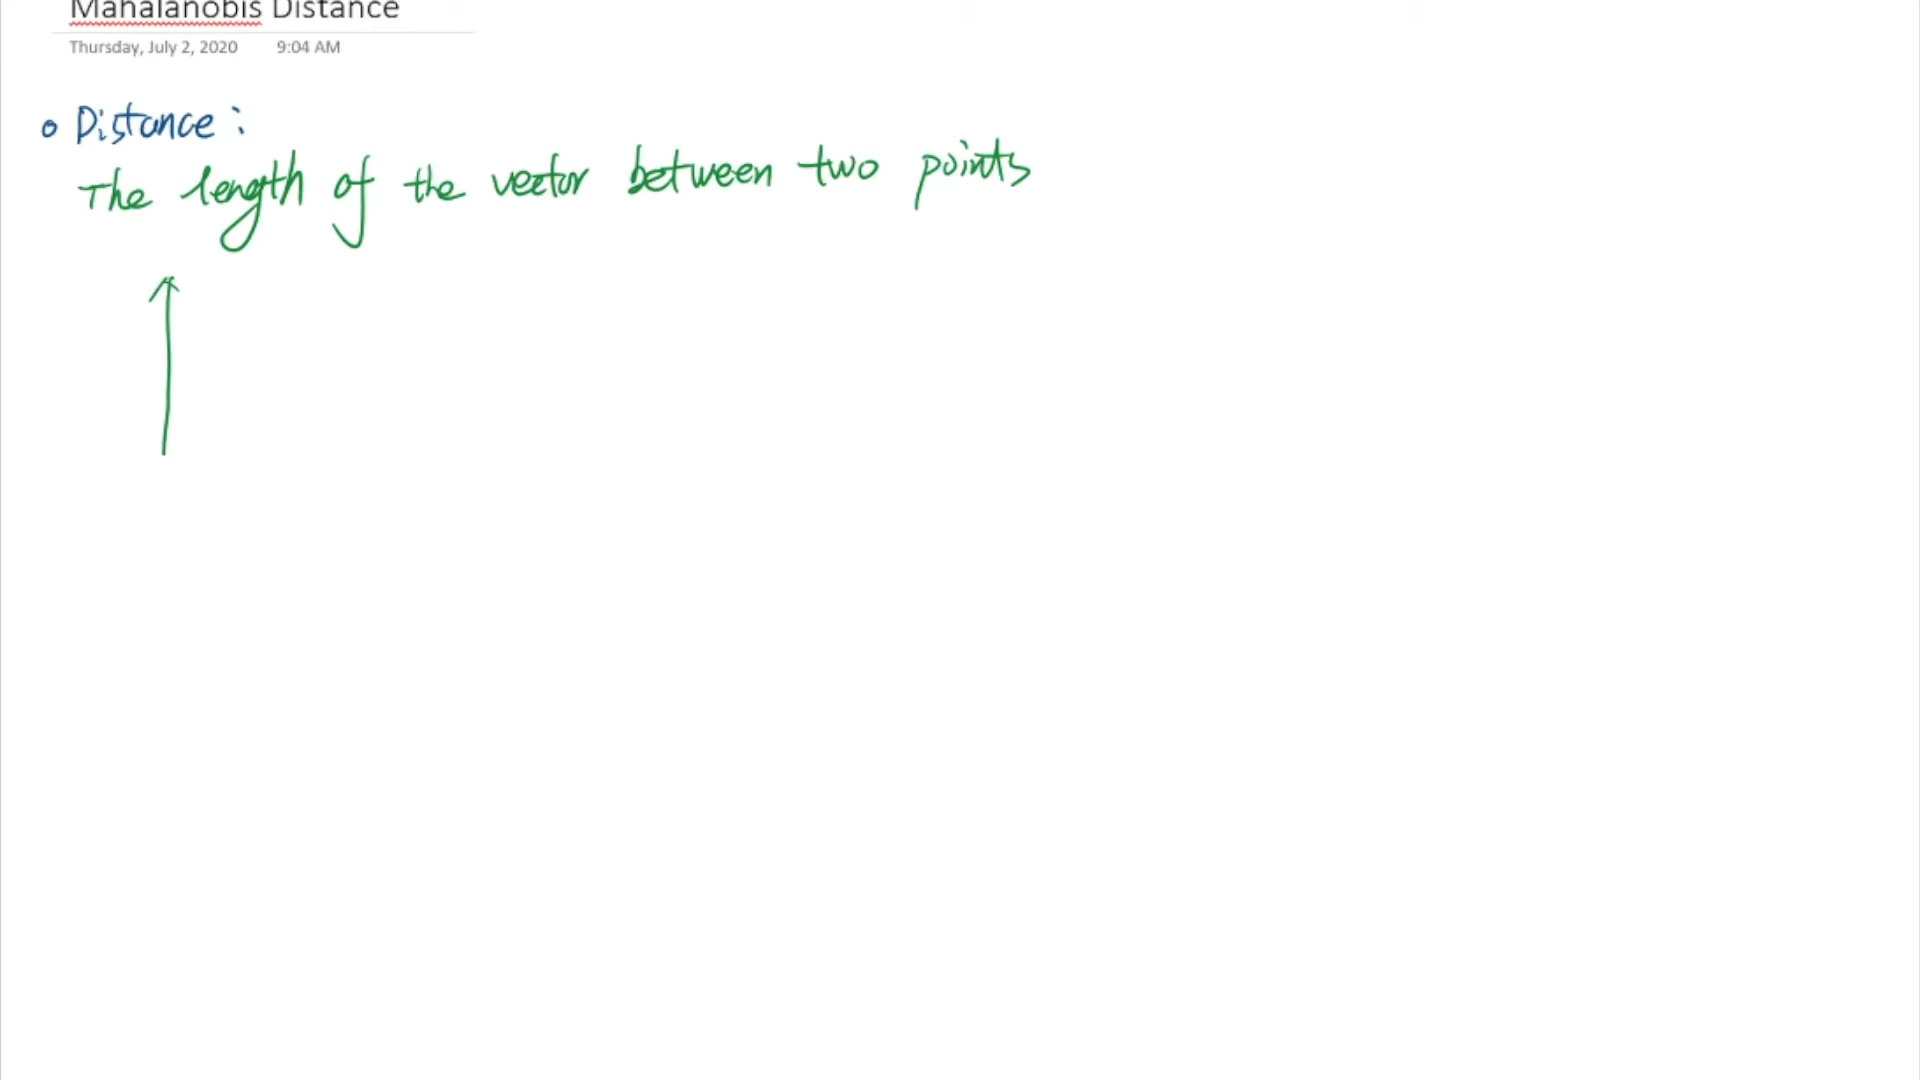 Mahalanobis Distance
Thursday, July 2, 2020 9:04 AM
Distance:
The length of the vector between two points